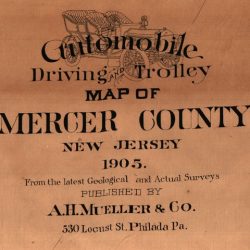 Automobile
Driving AND Trolley
MAP OF
MERCER COUNTY
NEW JERSEY
1905.
From the latest Geological and Actual Surveys
PUBLISHED BY
A.H. MUELLER & CO.
530 Locust St. Philada Pa.